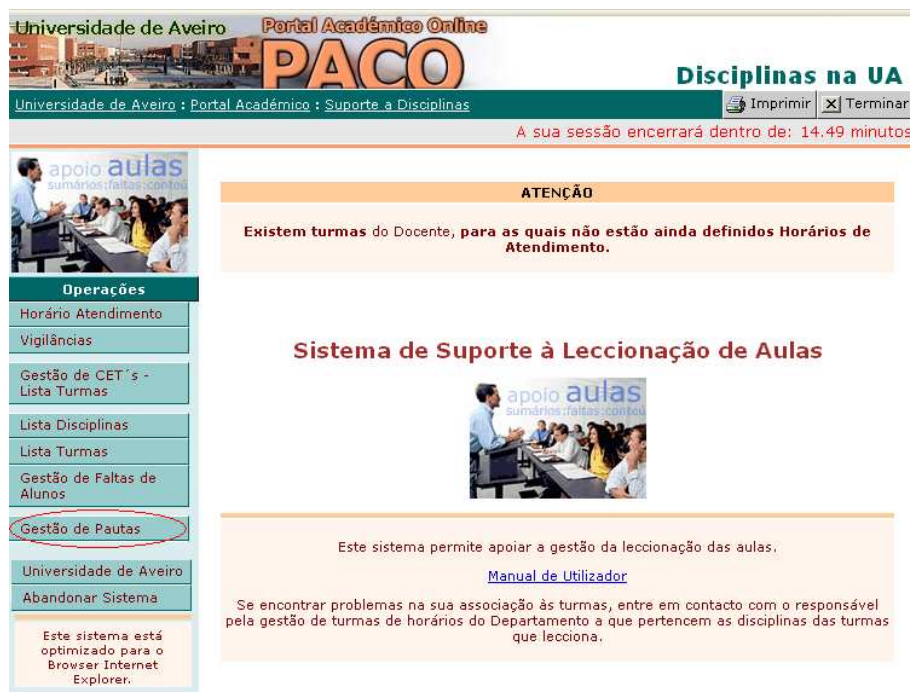 Universidade de Aveiro
Portal Académico Online
PACO
Disciplinas na UA
Universidade de Aveiro : Portal Académico : Suporte a Disciplinas
Imprimir
Terminar
A sua sessão encerrará dentro de: 14.49 minutos
apoio aulas
sumários:faltas:conteú
Operações
Horário Atendimento
Vigilâncias
Gestão de CET´s -
Lista Turmas
Lista Disciplinas
Lista Turmas
Gestão de Faltas de
Alunos
Gestão de Pautas
Universidade de Aveiro
Abandonar Sistema
Este sistema está
optimizado para o
Browser Internet
Explorer.
ATENÇÃO
Existem turmas do Docente, para as quais não estão ainda definidos Horários de
Atendimento.
Sistema de Suporte à Leccionação de Aulas
apoio aulas
sumários:faltas:conteú
Este sistema permite apoiar a gestão da leccionação das aulas.
Manual de Utilizador
Se encontrar problemas na sua associação às turmas, entre em contacto com o responsável
pela gestão de turmas de horários do Departamento a que pertencem as disciplinas das turmas
que lecciona.